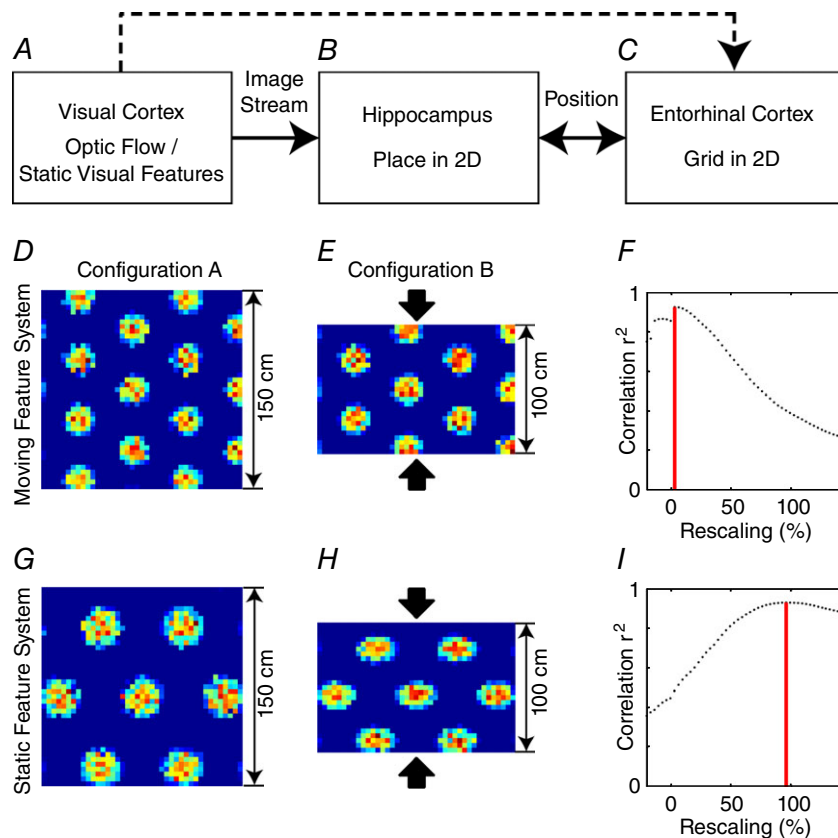 A
B
C
Visual Cortex
Optic Flow /
Static Visual Features
Image
Stream
Hippocampus
Place in 2D
Position
Entorhinal Cortex
Grid in 2D
D
Configuration A
E
Configuration B
F
Moving Feature System
150 cm
100 cm
Correlation r²
1
0
0
50
100
Rescaling (%)
G
H
I
Static Feature System
150 cm
100 cm
Correlation r²
1
0
0
50
100
Rescaling (%)